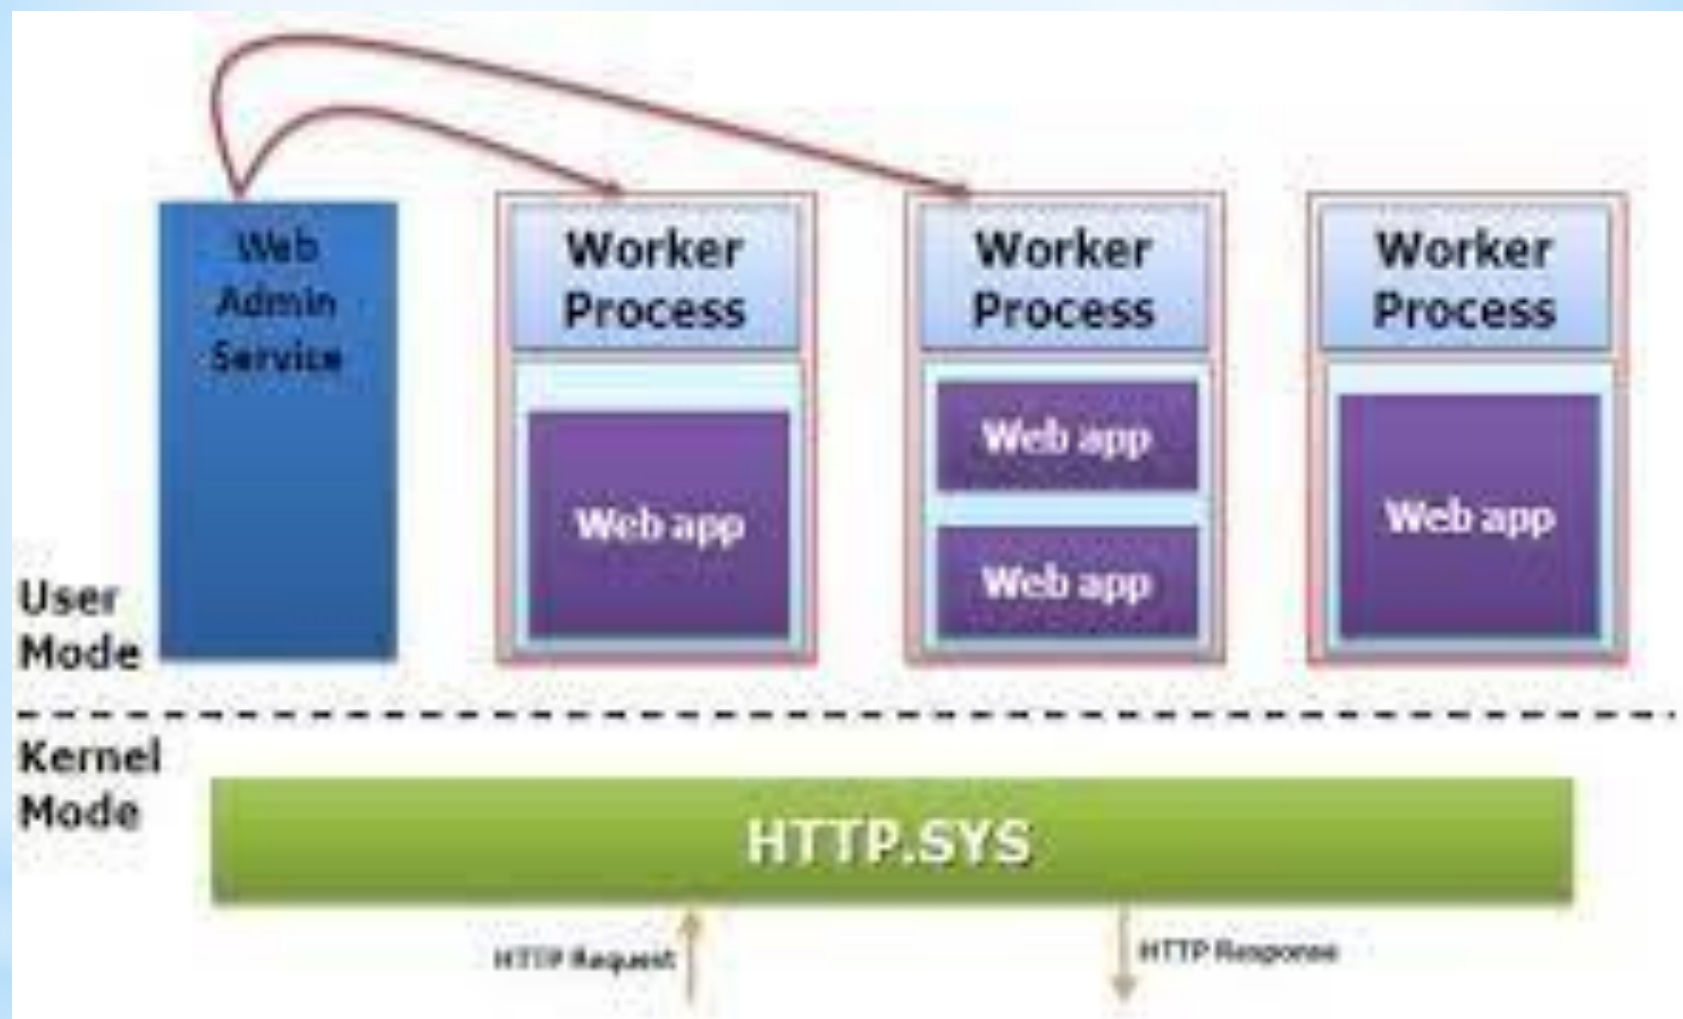 Web
Admin
Service
Worker
Process
Web app
Worker
Process
Web app
Web app
Worker
Process
Web app
User
Mode
Kernel
Mode
HTTP.SYS
HTTP Request
HTTP Response